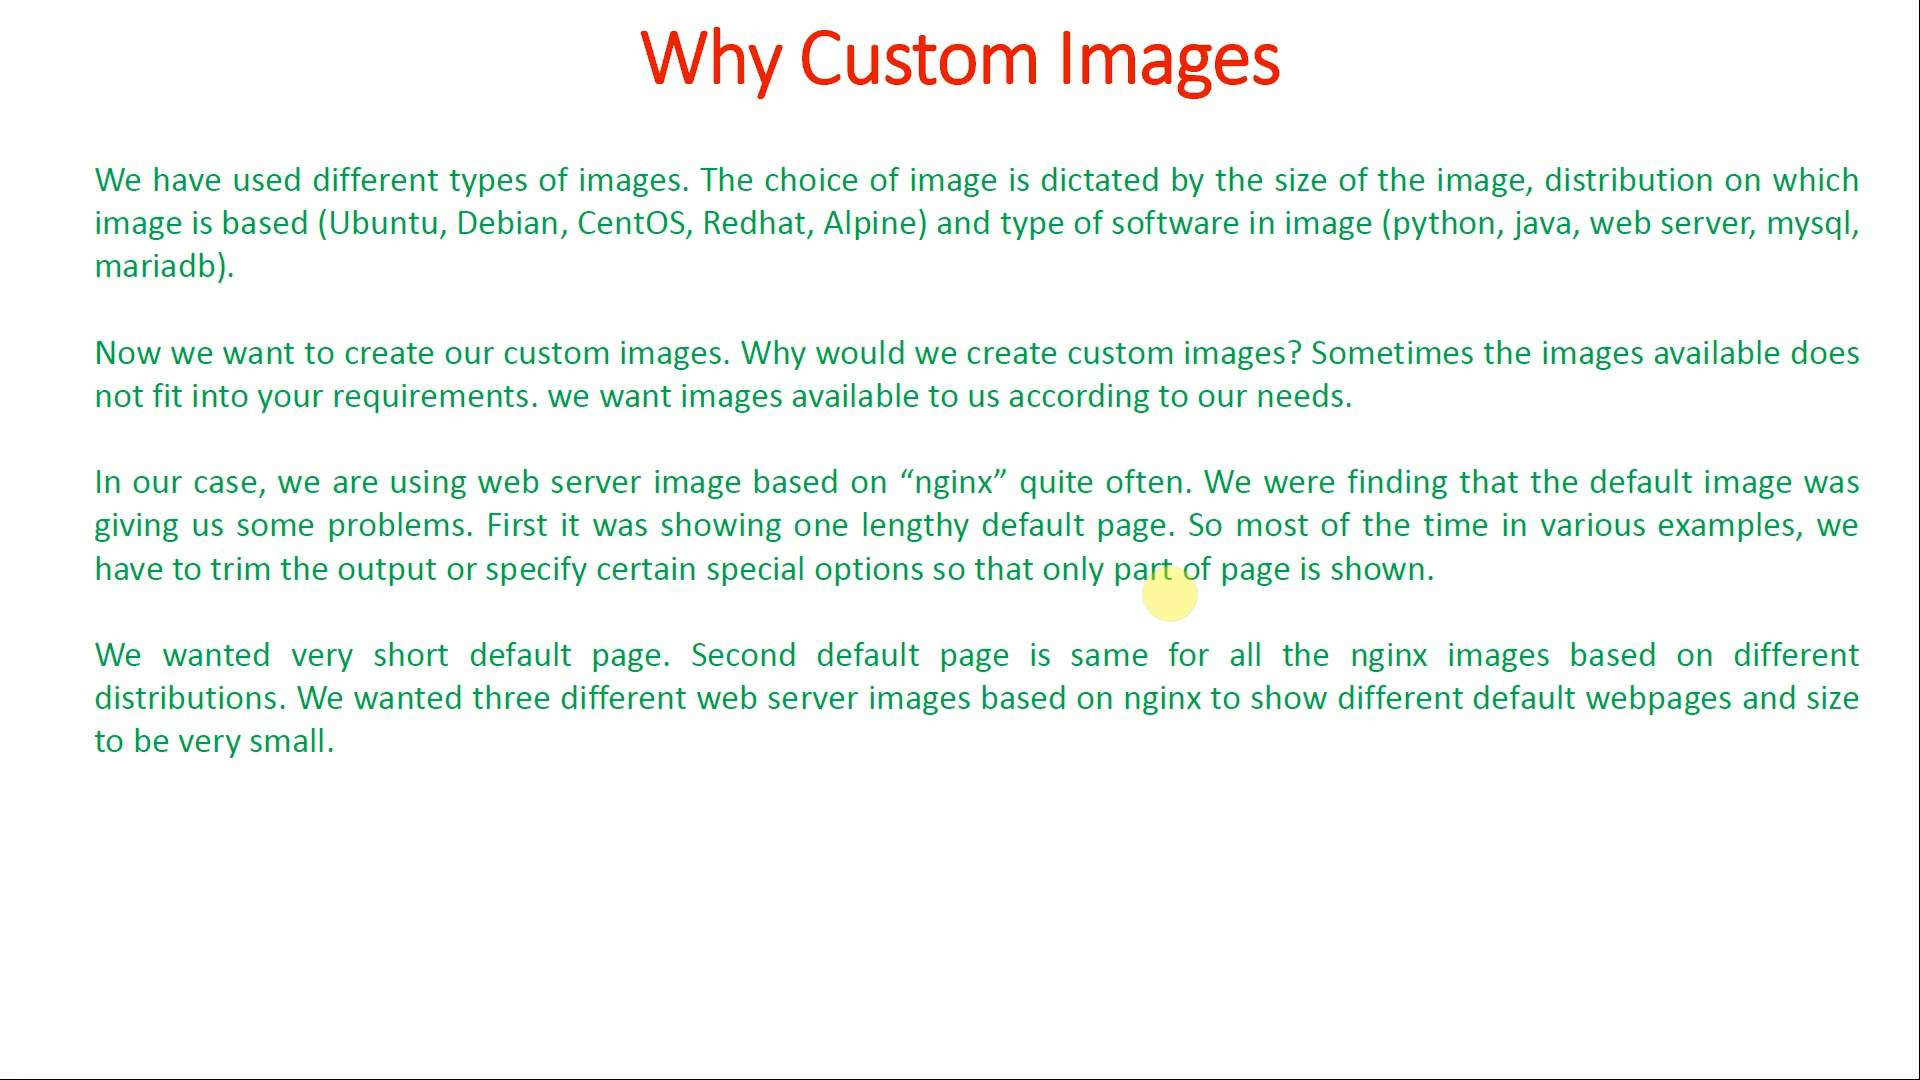 Why Custom Images
We have used different types of images. The choice of image is dictated by the size of the image, distribution on which
image is based (Ubuntu, Debian, CentOS, Redhat, Alpine) and type of software in image (python, java, web server, mysql,
mariadb).
Now we want to create our custom images. Why would we create custom images? Sometimes the images available does
not fit into your requirements. we want images available to us according to our needs.
In our case, we are using web server image based on “nginx” quite often. We were finding that the default image was
giving us some problems. First it was showing one lengthy default page. So most of the time in various examples, we
have to trim the output or specify certain special options so that only part of page is shown.
We wanted very short default page. Second default page is same for all the nginx images based on different
distributions. We wanted three different web server images based on nginx to show different default webpages and size
to be very small.